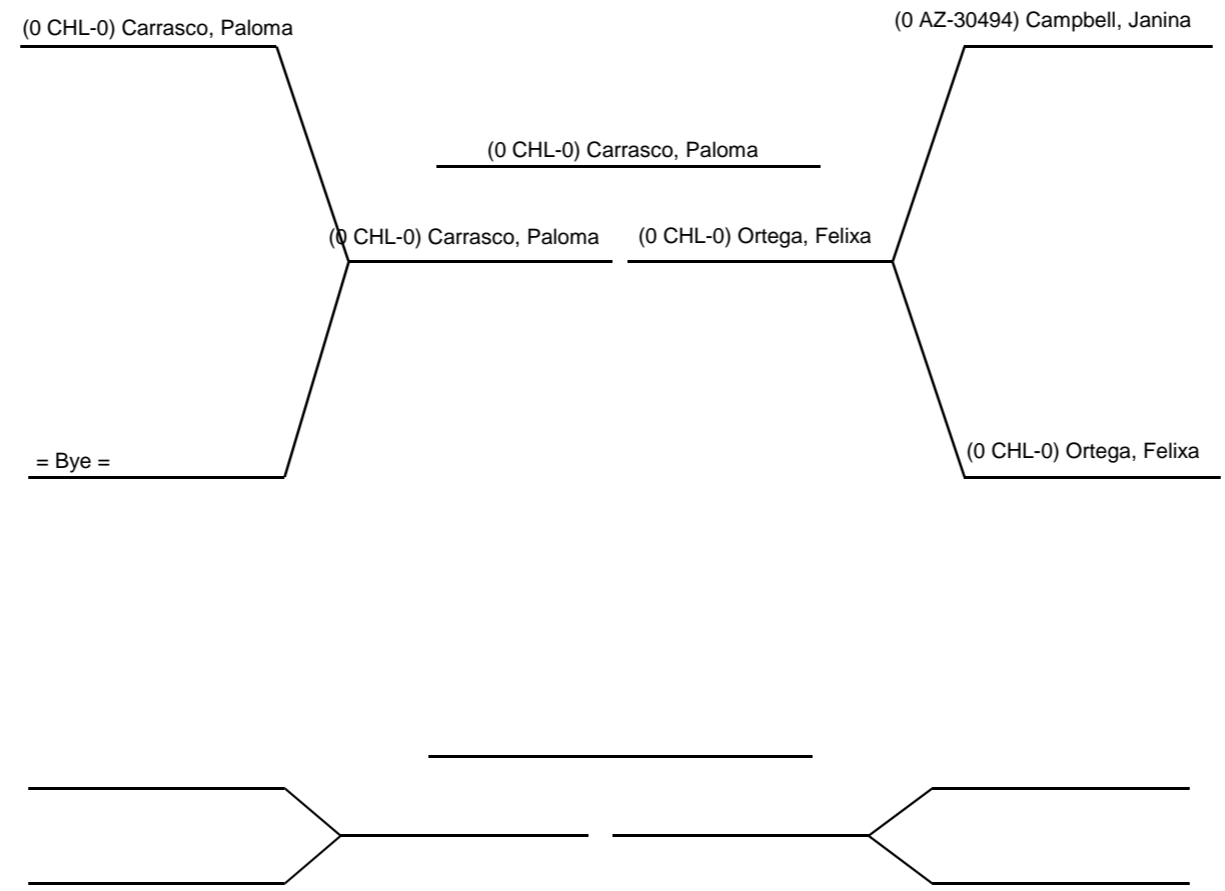 (0 CHL-0) Carrasco, Paloma
(0 AZ-30494) Campbell, Janina
(0 CHL-0) Carrasco, Paloma
(0 CHL-0) Carrasco, Paloma
(0 CHL-0) Ortega, Felixa
= Bye =
(0 CHL-0) Ortega, Felixa